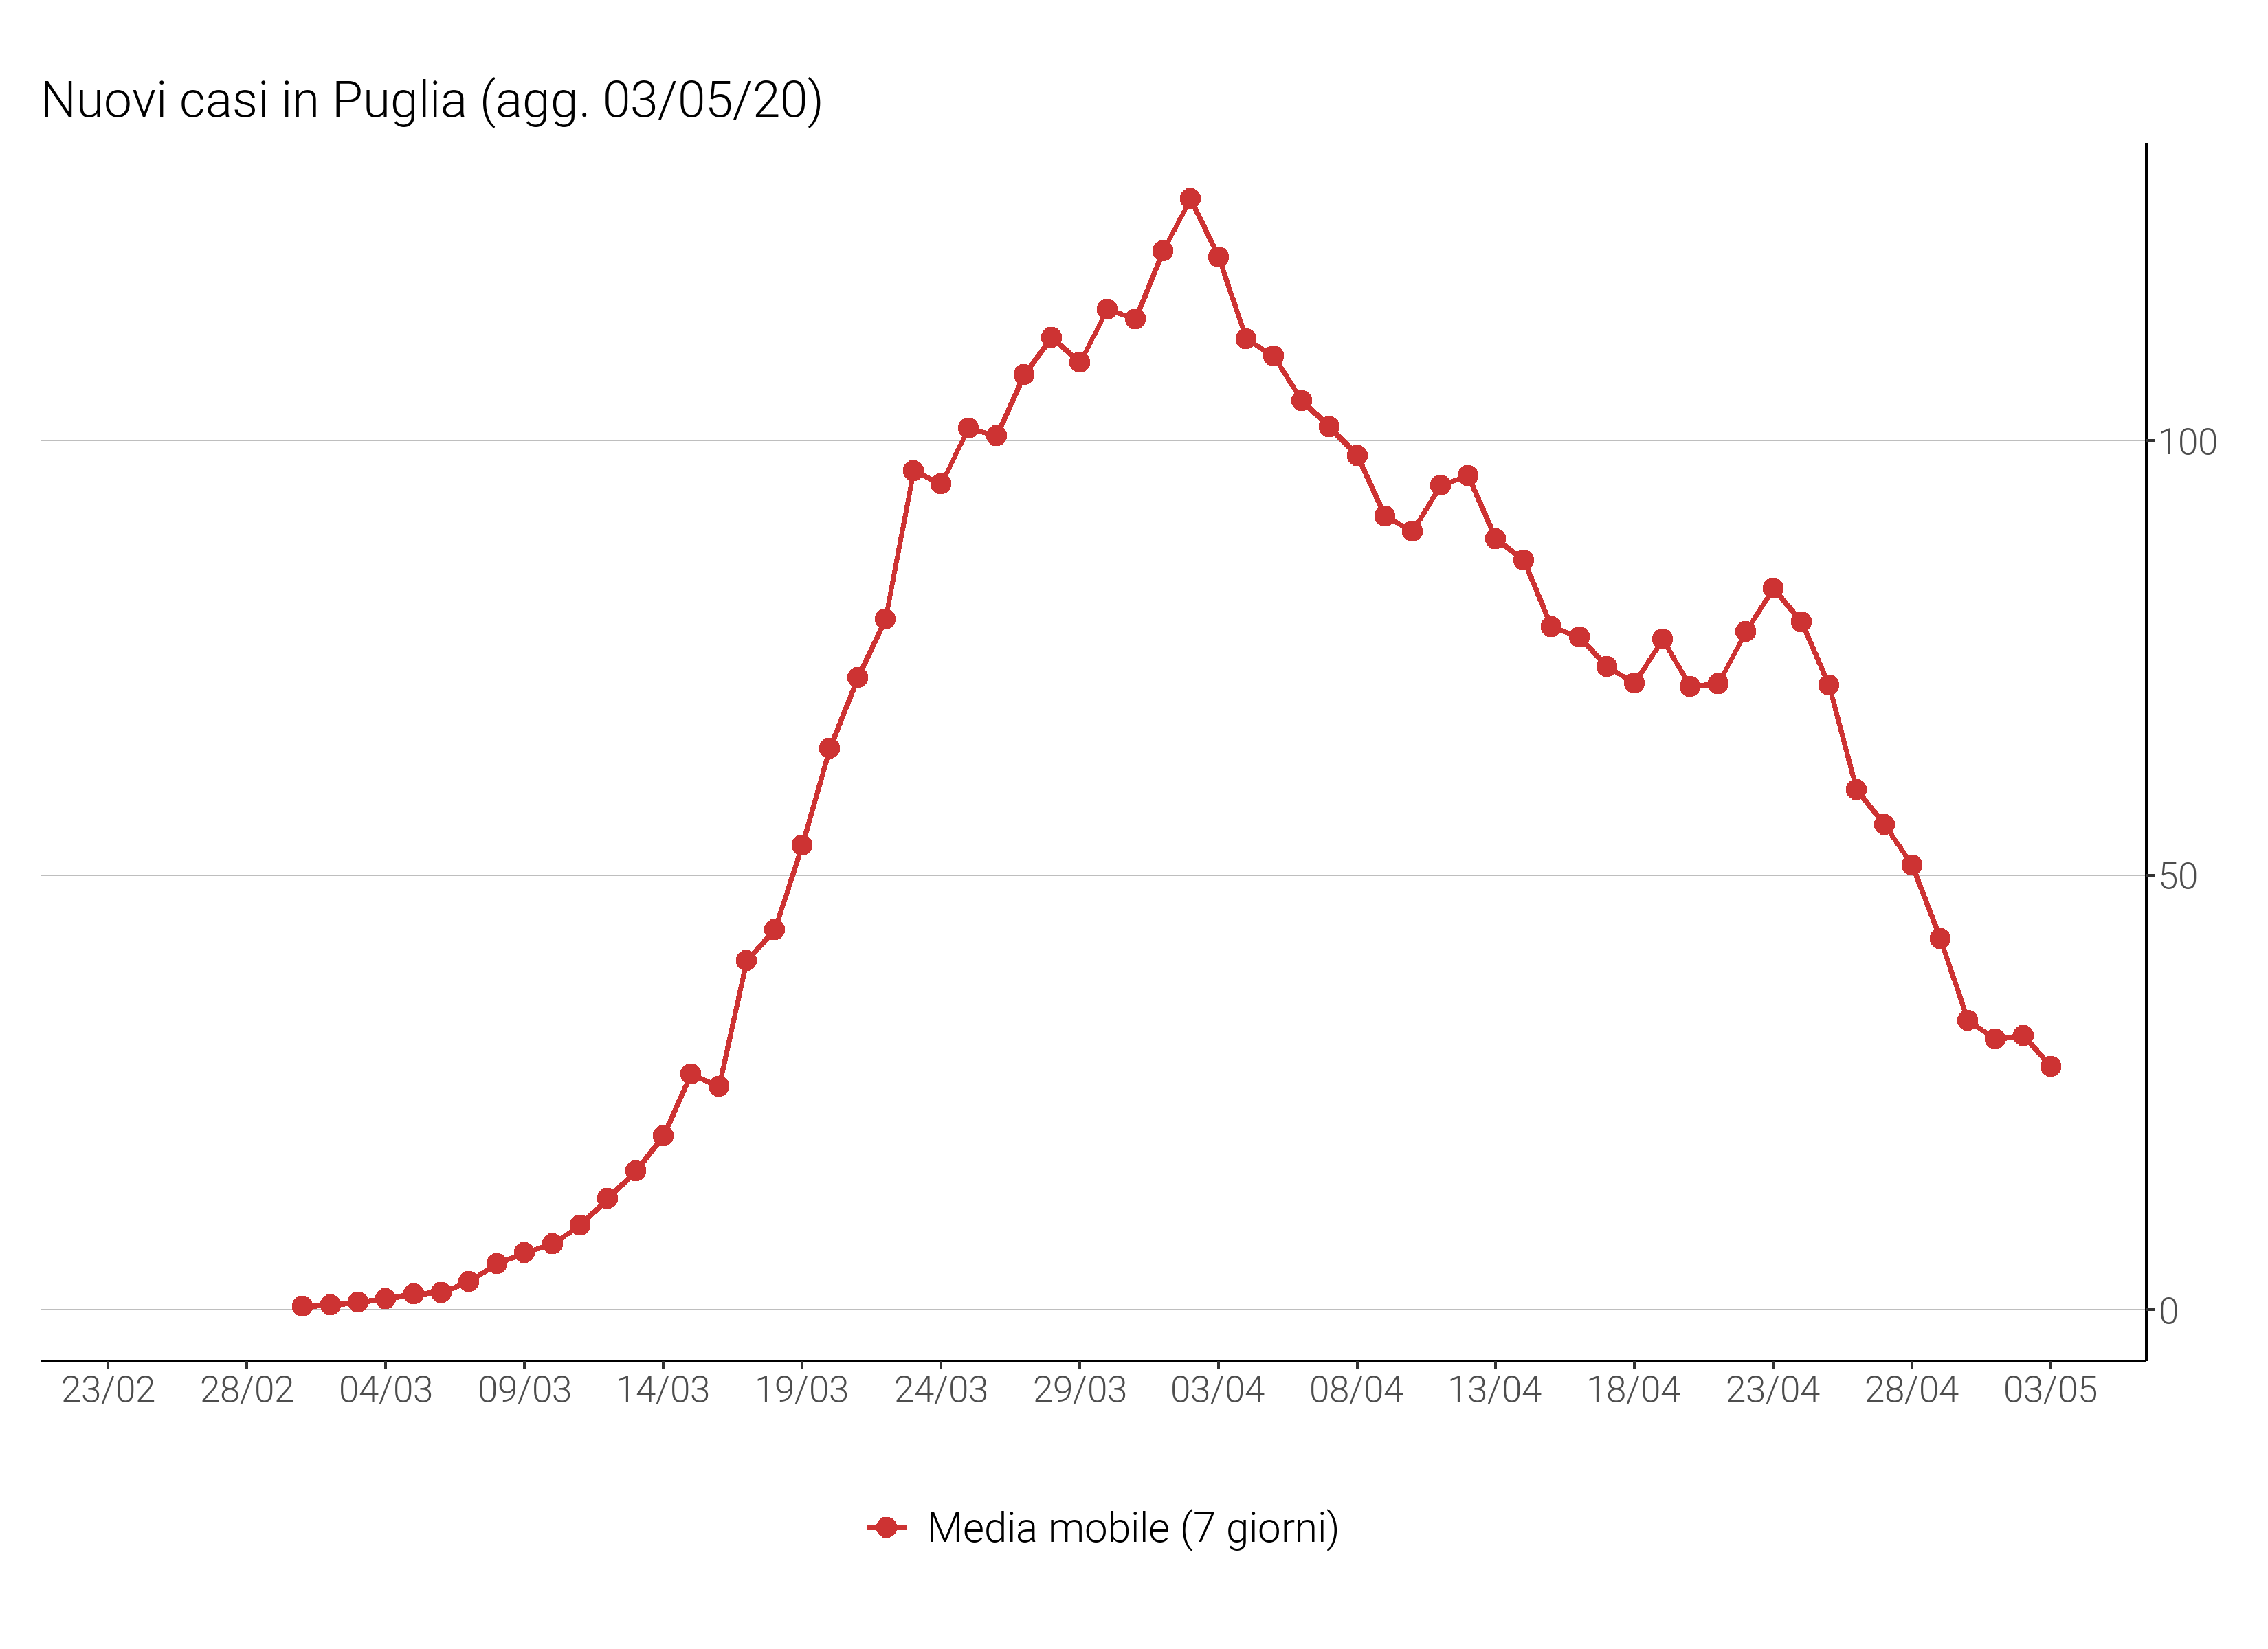 Nuovi casi in Puglia (agg. 03/05/20)
100
50
0
23/02 28/02 04/03 09/03 14/03 19/03 24/03 29/03 03/04 08/04 13/04 18/04 23/04 28/04 03/05
Media mobile (7 giorni)